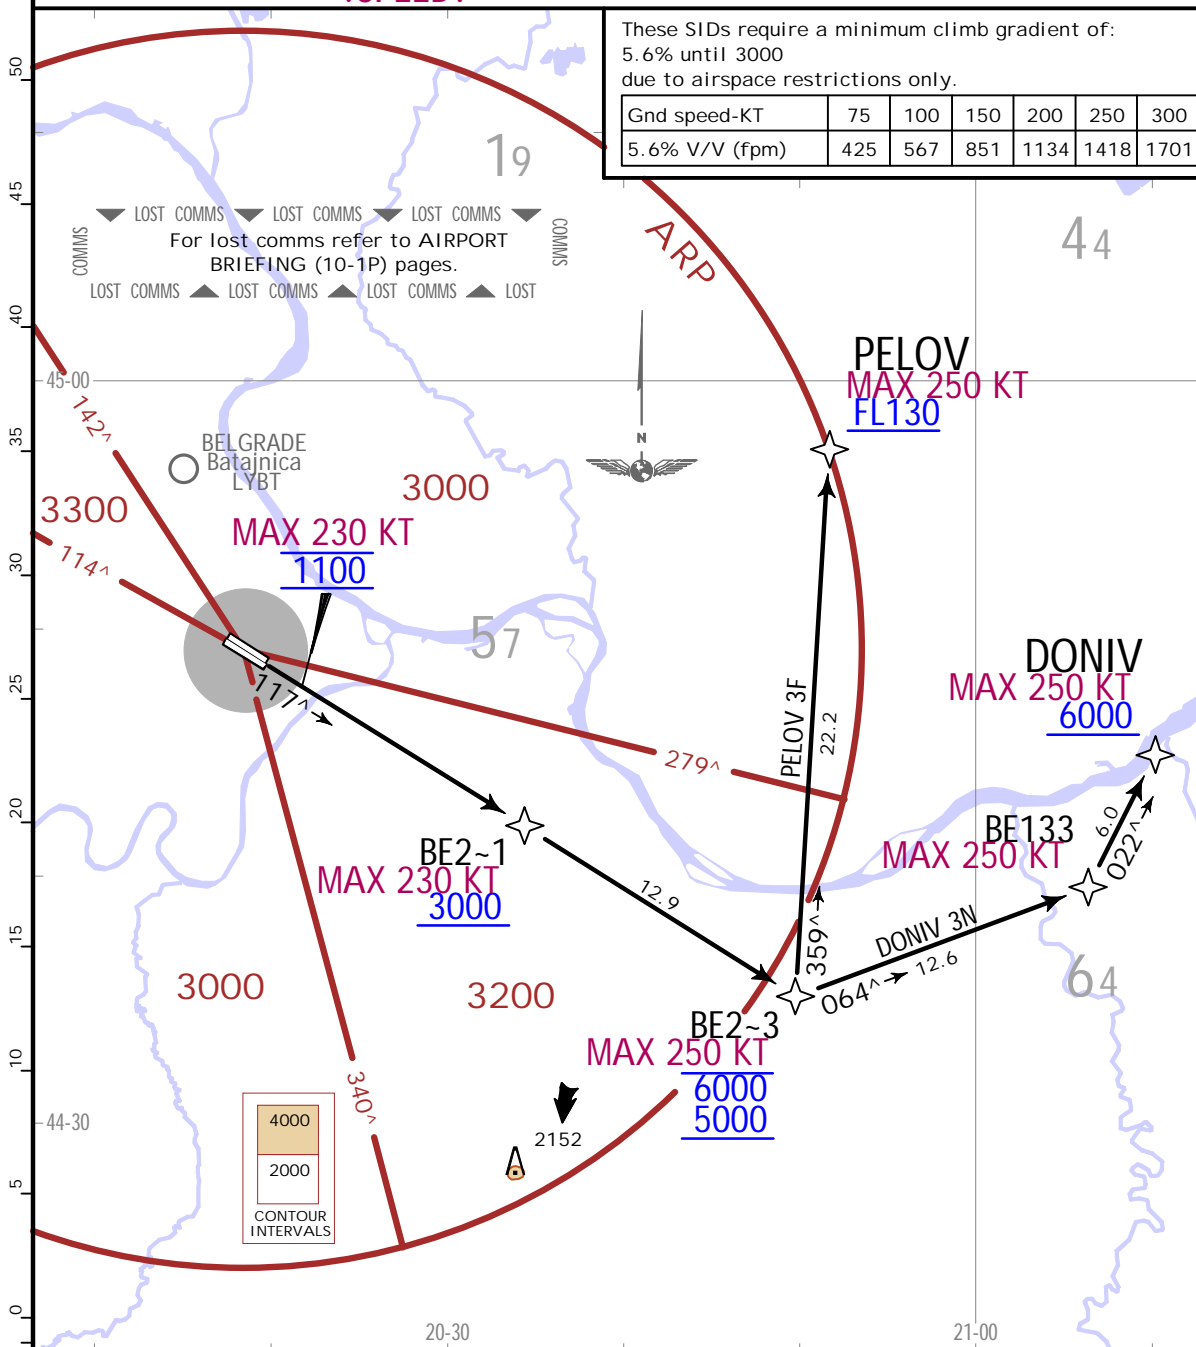 These SIDs require a minimum climb gradient of:
5.6% until 3000
due to airspace restrictions only.
Gnd speed-KT 75 100 150 200 250 300
5.6% V/V (fpm) 425 567 851 1134 1418 1701
50
45
40
35
30
25
20
15
10
5
0
19
44
LOST COMMS LOST COMMS LOST COMMS
COMMS
For lost comms refer to AIRPORT
BRIEFING (10-1P) pages.
COMMS
LOST COMMS LOST COMMS LOST COMMS LOST
ARP
45-00
N
PELOV
MAX 250 KT
FL130
142^
BELGRADE
Batajnica
LYBT
3300
3000
114^
MAX 230 KT
1100
57
117^
279^
PELOV 3F
22.2
DONIV
MAX 250 KT
6000
BE2~1
MAX 230 KT
3000
12.9
BE133
MAX 250 KT
6.0
022^
359^
DONIV 3N
064^
12.6
64
3000
3200
BE2~3
MAX 250 KT
6000
5000
340^
2152
44-30
4000
2000
CONTOUR
INTERVALS
20-30
21-00